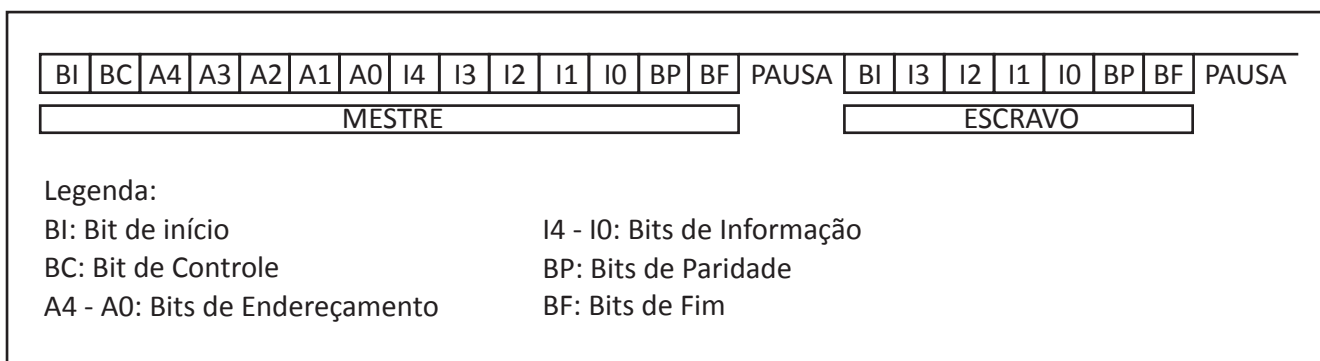 BI BC A4 A3 A2 A1 A0 I4 I3 I2 I1 I0 BP BF PAUSA BI I3 I2 I1 I0 BP BF PAUSA
MESTRE ESCRAVO
Legenda:
BI: Bit de início I4 - I0: Bits de Informação
BC: Bit de Controle BP: Bits de Paridade
A4 - A0: Bits de Endereçamento BF: Bits de Fim